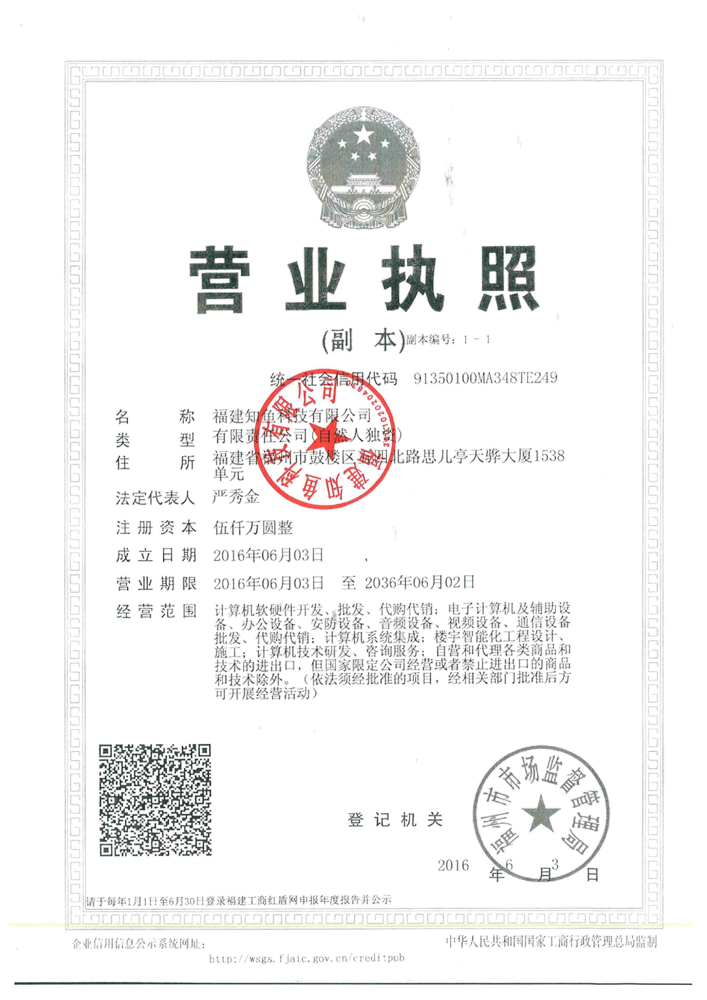 营业执照
(副 本)副本编号：1-1
统一社会信用代码 91350100MA348TE249
名称 福建知鱼科技有限公司
类型 有限责任公司(自然人独资)
住所 福建省福州市鼓楼区五四北路思儿亭天骅大厦1538
单元
法定代表人 严秀金
注册资本 伍仟万圆整
成立日期 2016年06月03日
营业期限 2016年06月03日 至 2036年06月02日
经营范围 计算机软硬件开发、批发、代购代销；电子计算机及辅助设
备、办公设备、安防设备、音频设备、视频设备、通信设备
批发、代购代销；计算机系统集成；楼宇智能化工程设计、
施工；计算机技术研发、咨询服务；自营和代理各类商品和
技术的进出口，但国家限定公司经营或者禁止进出口的商品
和技术除外。（依法须经批准的项目，经相关部门批准后方
可开展经营活动）
福建知鱼科技有限公司
3501020204830
登记机关
福州市市场监督管理局
2016年6月3日
请于每年1月1日至6月30日登录福建工商红盾网申报年度报告并公示
企业信用信息公示系统网址：
http://wsgs.fjaic.gov.cn/creditpub
中华人民共和国国家工商行政管理总局监制